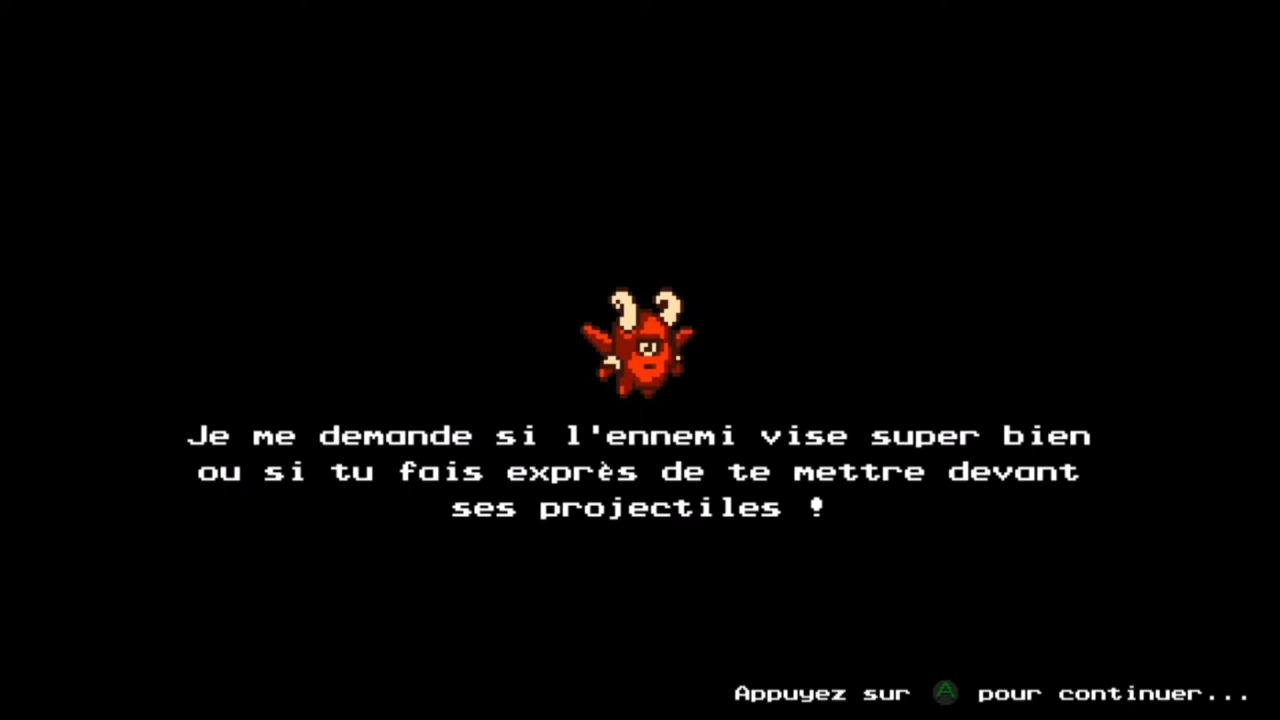 Je me demande si l'ennemi vise super bien
ou si tu fais exprès de te mettre devant
ses projectiles !
Appuyez sur A pour continuer...